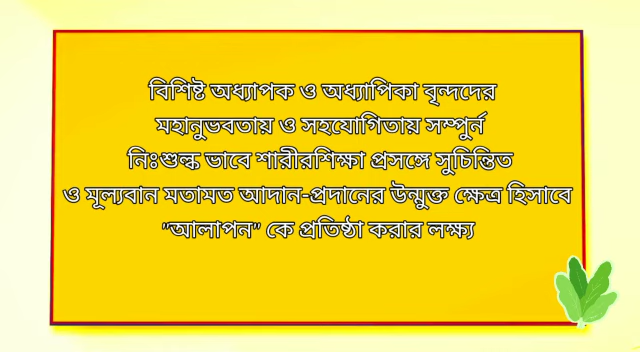 বিশিষ্ট অধ্যাপক ও অধ্যাপিকা বৃন্দদের
মহানুভবতায় ও সহযোগিতায় সম্পুর্ন
নিঃশুল্ক ভাবে শারীরশিক্ষা প্রসঙ্গে সুচিন্তিত
ও মূল্যবান মতামত আদান-প্রদানের উন্মুক্ত ক্ষেত্র হিসাবে
"আলাপন" কে প্রতিষ্ঠা করার লক্ষ্য